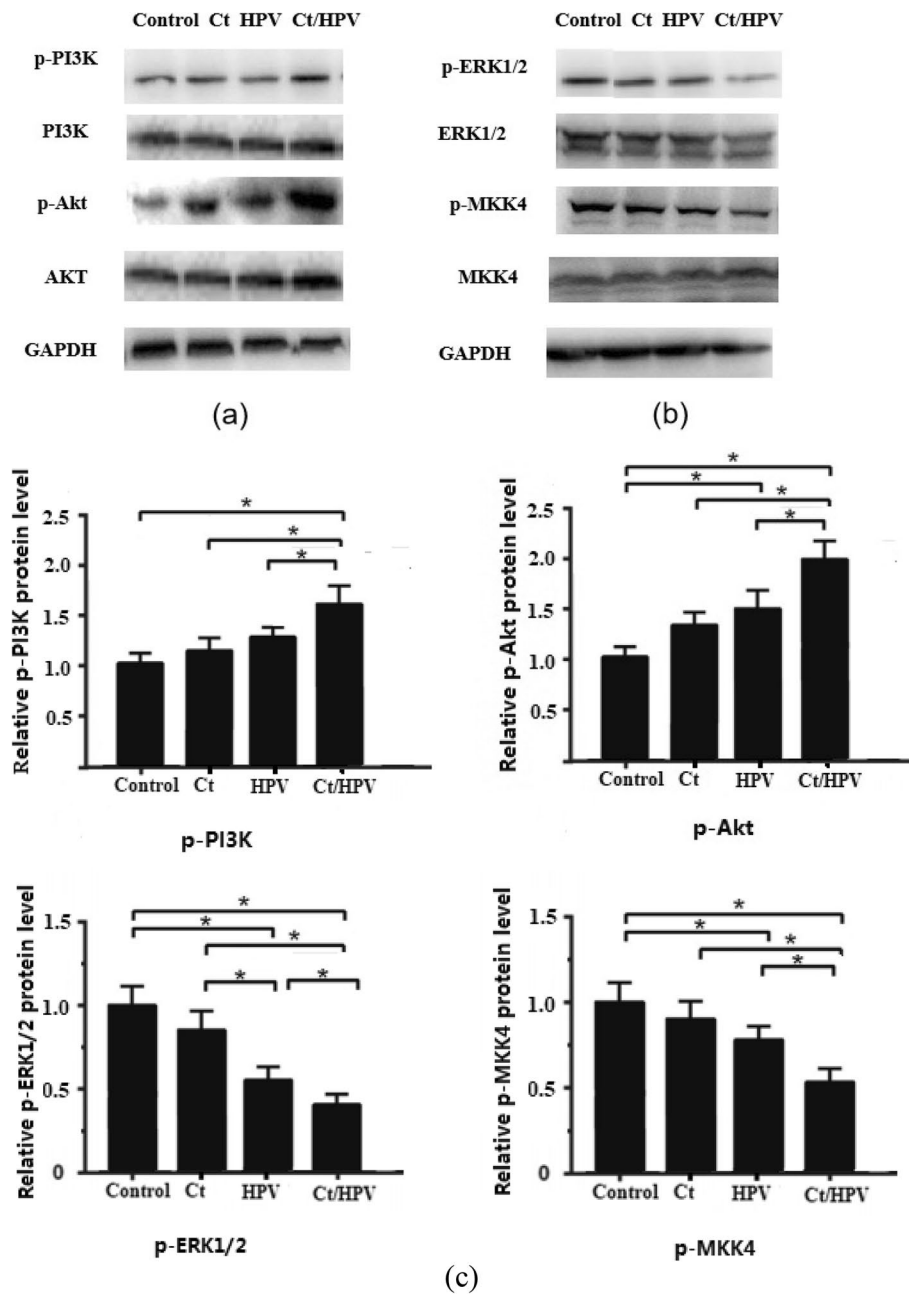 Control Ct HPV Ct/HPV
p-PI3K
PI3K
p-Akt
AKT
GAPDH
(a)
Control Ct HPV Ct/HPV
p-ERK1/2
ERK1/2
p-MKK4
MKK4
GAPDH
(b)
Relative p-PI3K protein level
2.5
2.0
1.5
1.0
0.5
*
*
*
Control Ct HPV Ct/HPV
p-PI3K
Relative p-Akt protein level
2.5
2.0
1.5
1.0
0.5
*
*
*
*
Control Ct HPV Ct/HPV
p-Akt
Relative p-ERK1/2 protein level
1.5
1.0
0.5
0
*
*
*
*
*
Control Ct HPV Ct/HPV
p-ERK1/2
Relative p-MKK4 protein level
1.5
1.0
0.5
0
*
*
*
*
Control Ct HPV Ct/HPV
p-MKK4
(c)